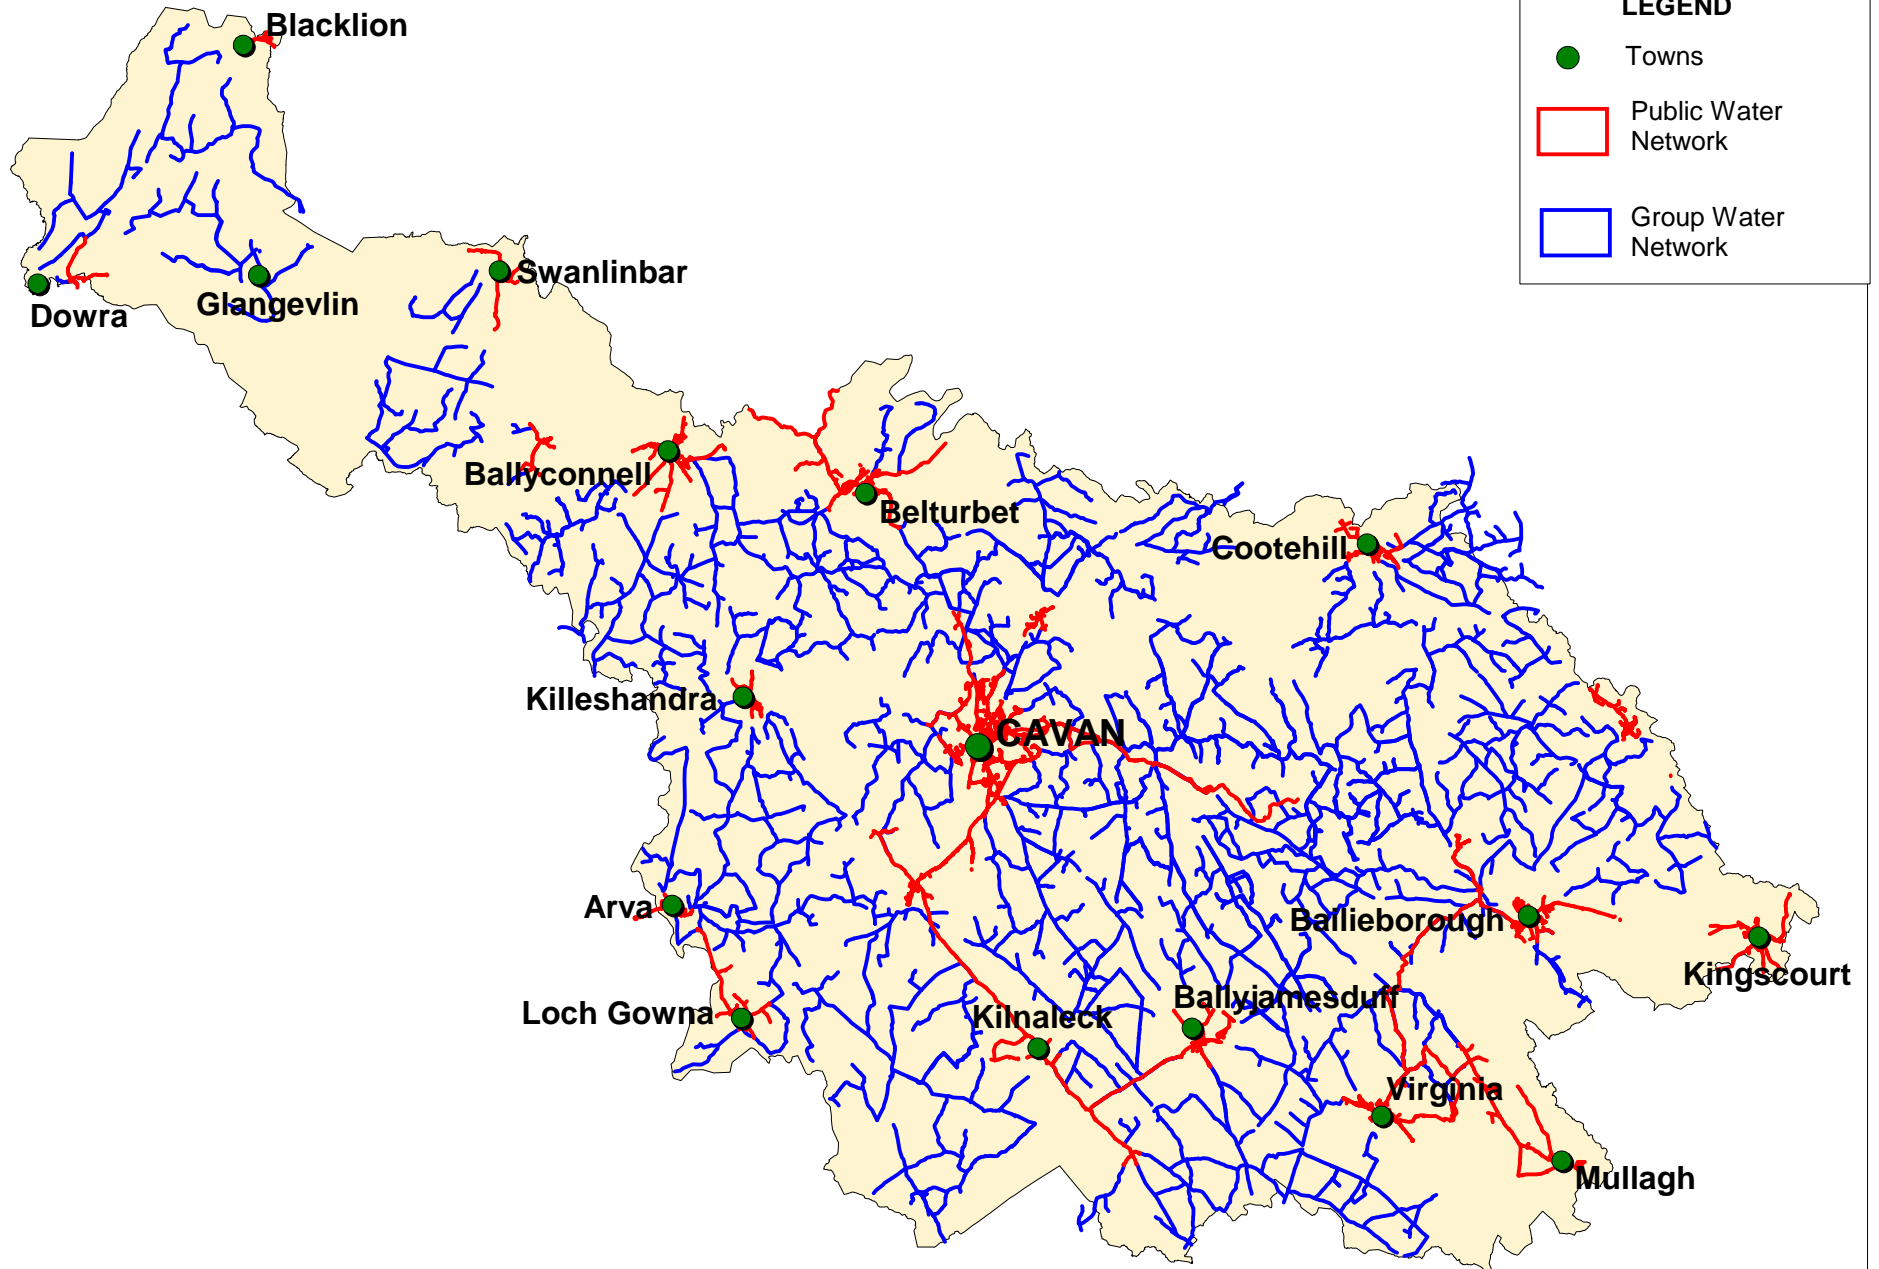 LEGEND
Towns
Public Water
Network
Group Water
Network
Blacklion
Swanlinbar
Glangevlin
Dowra
Ballyconnell
Belturbet
Cootehill
Killeshandra
CAVAN
Arva
Bailieborough
Kingscourt
Ballyjamesduff
Loch Gowna
Kilnaleck
Virginia
Mullagh